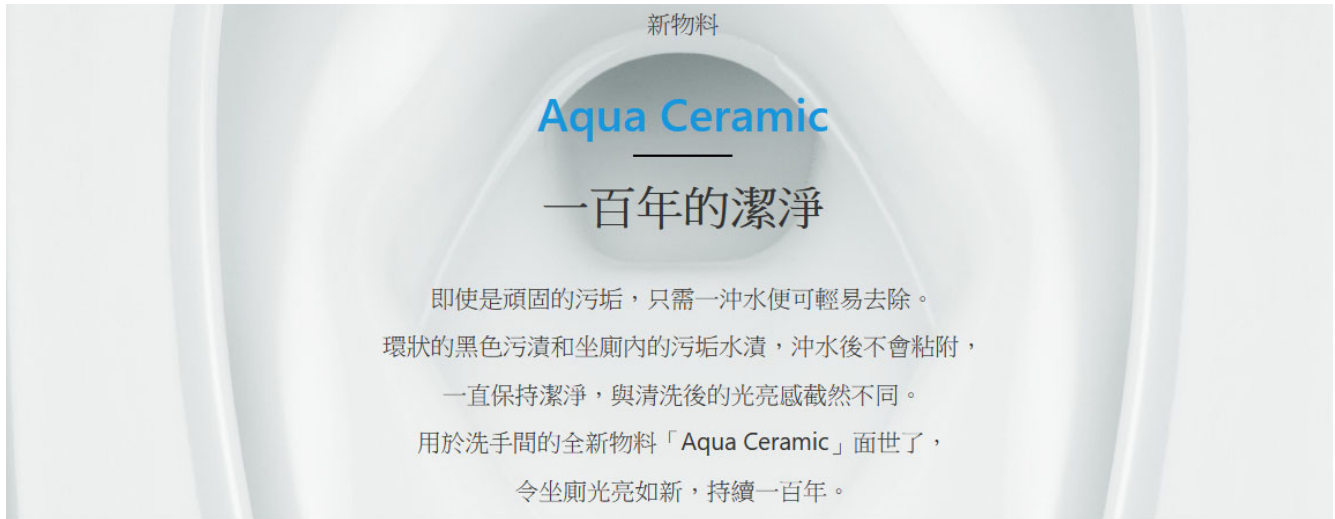 新物料
Aqua Ceramic
一百年的潔淨
即使是頑固的污垢，只需一沖水便可輕易去除。
環狀的黑色污漬和坐廁內的污垢水漬，沖水後不會粘附，
一直保持潔淨，與清洗後的光亮感截然不同。
用於洗手間的全新物料「Aqua Ceramic」面世了，
令坐廁光亮如新，持續一百年。